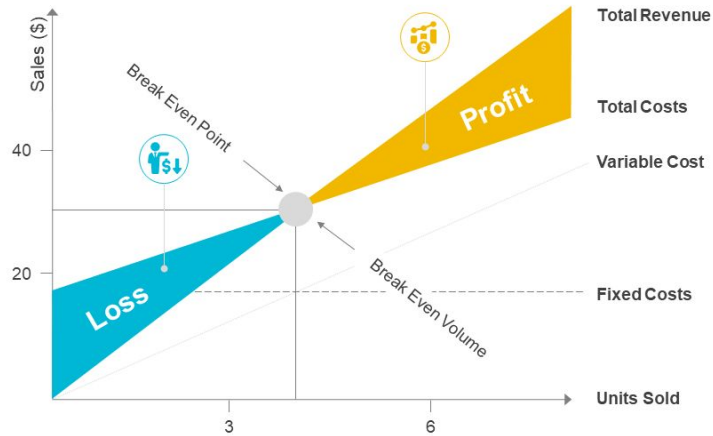 Total Revenue
Sales ($)
Profit
Break Even Point
Total Costs
40
$
Variable Cost
20
Loss
Break Even Volume
Fixed Costs
Units Sold
3
6